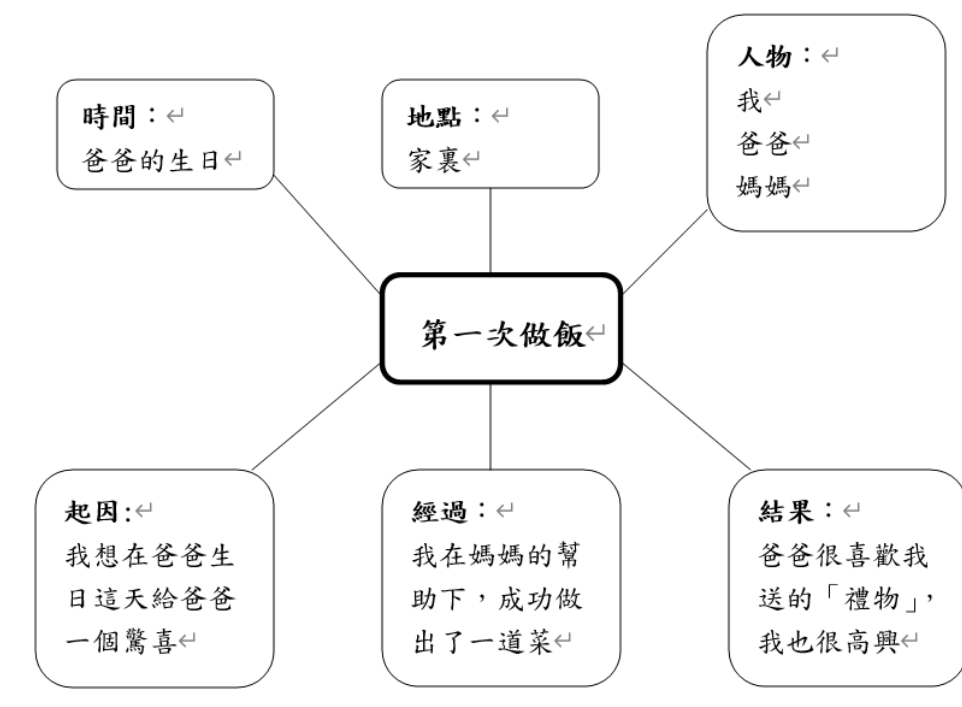 時間：
爸爸的生日
地點：
家裏
人物：
我
爸爸
媽媽
第一次做飯
起因:
我想在爸爸生
日這天給爸爸
一個驚喜
經過：
我在媽媽的幫
助下，成功做
出了一道菜
結果：
爸爸很喜歡我
送的「禮物」，
我也很高興